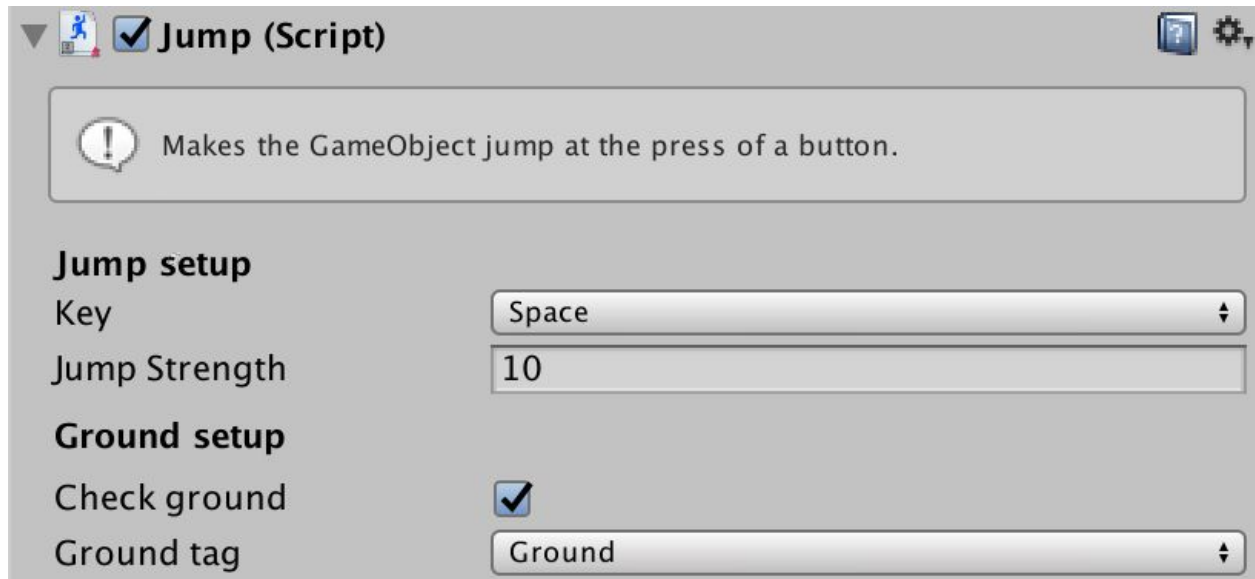 Jump (Script)
Makes the GameObject jump at the press of a button.
Jump setup
Key Space
Jump Strength 10
Ground setup
Check ground
Ground tag Ground